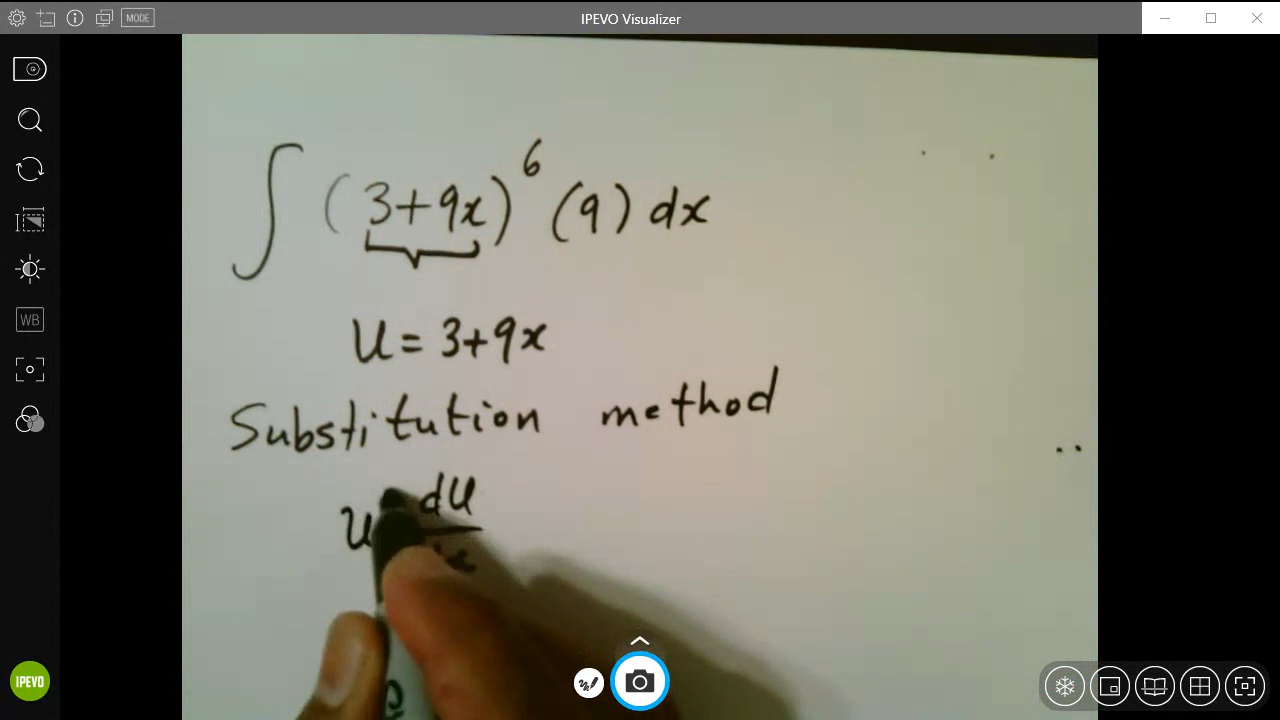 MODE
IPEVO Visualizer
∫ (3+9x)^6 (9) dx
U = 3+9x
Substitution method
WB
U dU
IPEVO